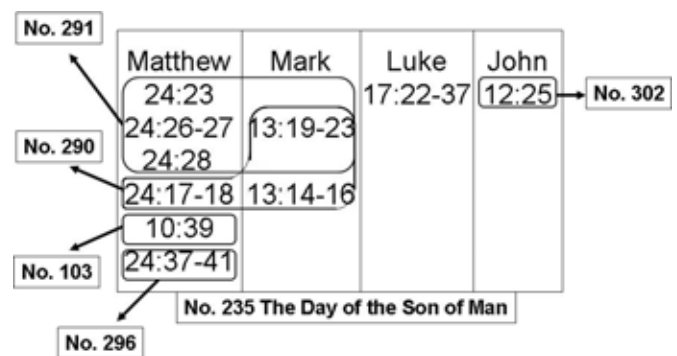 No. 291
Matthew Mark Luke John
24:23 17:22-37 12:25 No. 302
24:26-27 13:19-23
No. 290
24:28
24:17-18 13:14-16
10:39
No. 103
24:37-41
No. 235 The Day of the Son of Man
No. 296